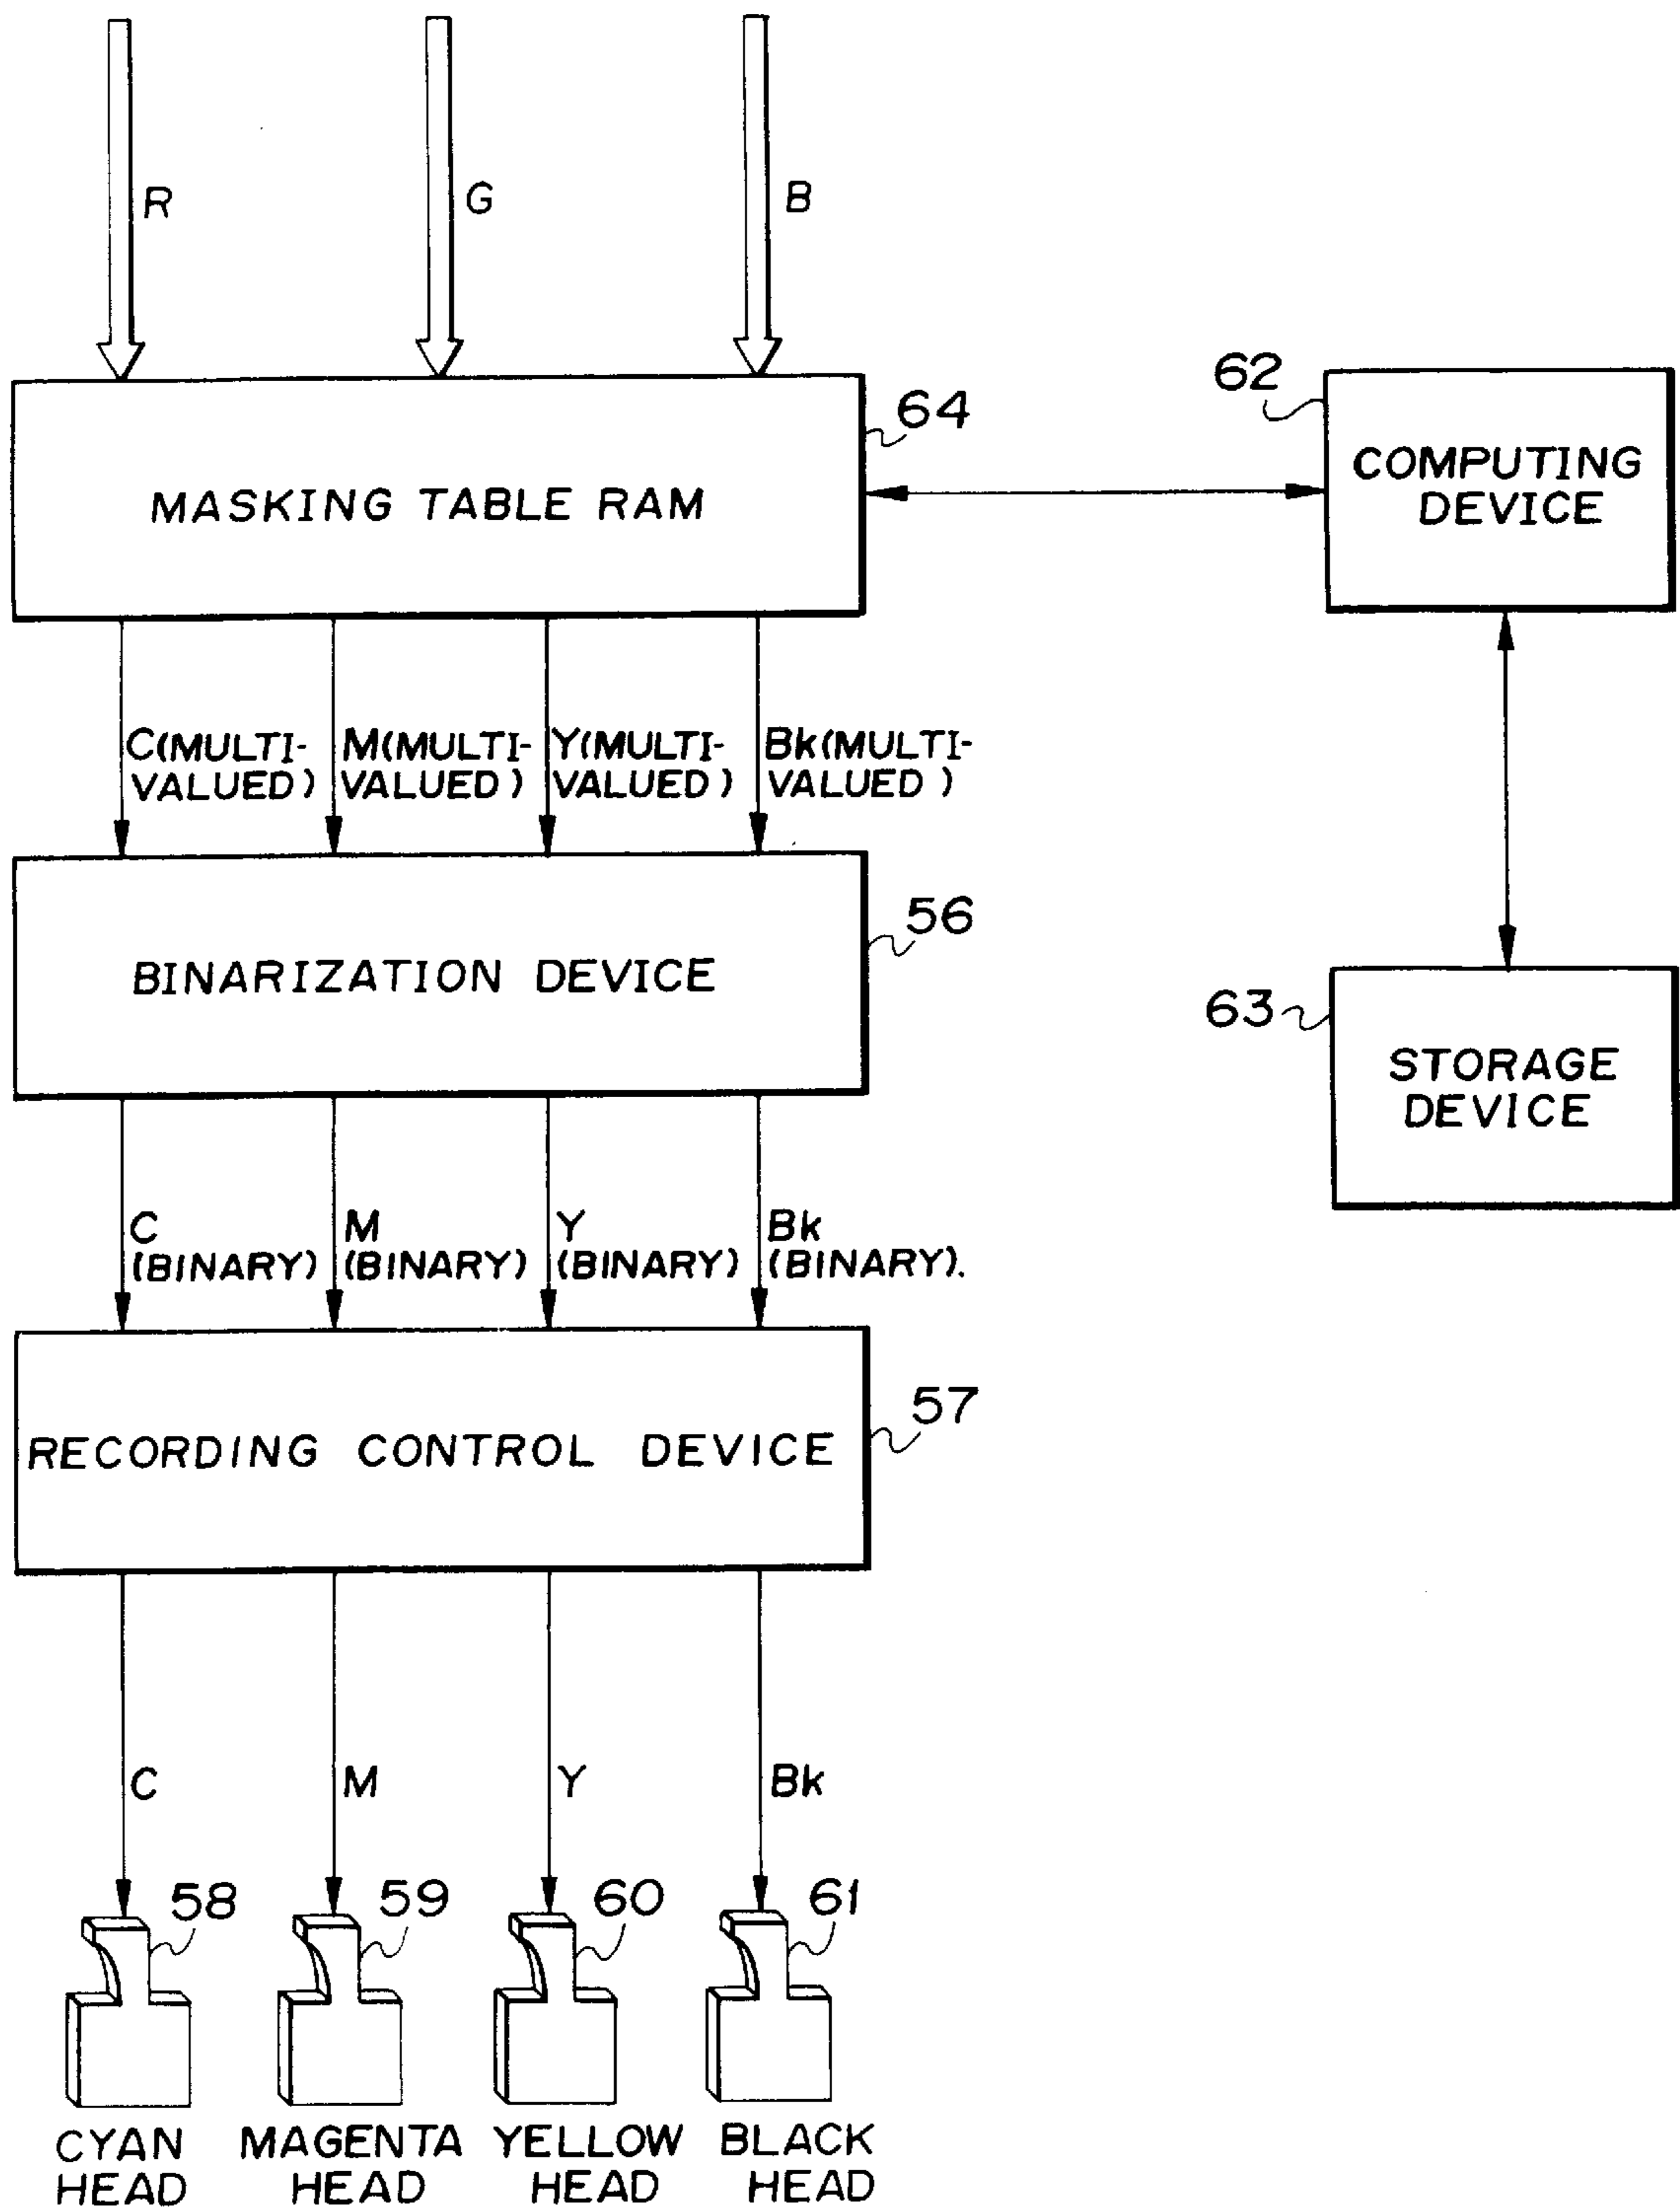 R
G
B
64
62
MASKING TABLE RAM
COMPUTING
DEVICE
C(MULTI-
VALUED)
M(MULTI-
VALUED)
Y(MULTI-
VALUED)
Bk(MULTI-
VALUED)
56
BINARIZATION DEVICE
63
STORAGE
DEVICE
C
(BINARY)
M
(BINARY)
Y
(BINARY)
Bk
(BINARY).
57
RECORDING CONTROL DEVICE
C
M
Y
Bk
58
59
60
61
CYAN
HEAD
MAGENTA
HEAD
YELLOW
HEAD
BLACK
HEAD